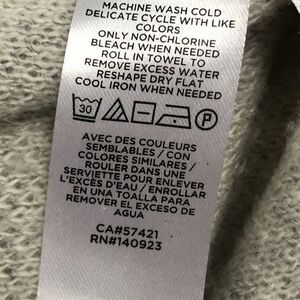 MACHINE WASH COLD
DELICATE CYCLE WITH LIKE
COLORS
ONLY NON-CHLORINE
BLEACH WHEN NEEDED
ROLL IN TOWEL TO
REMOVE EXCESS WATER
RESHAPE DRY FLAT
COOL IRON WHEN NEEDED
30 P
AVEC DES COULEURS
SEMBLABLES / CON
COLORES SIMILARES /
ROULER DANS UNE
SERVIETTE POUR ENLEVER
L'EXCÈS D'EAU / ENROLLAR
EN UNA TOALLA PARA
REMOVER EL EXCESO DE
AGUA
CA#57421
RN#140923